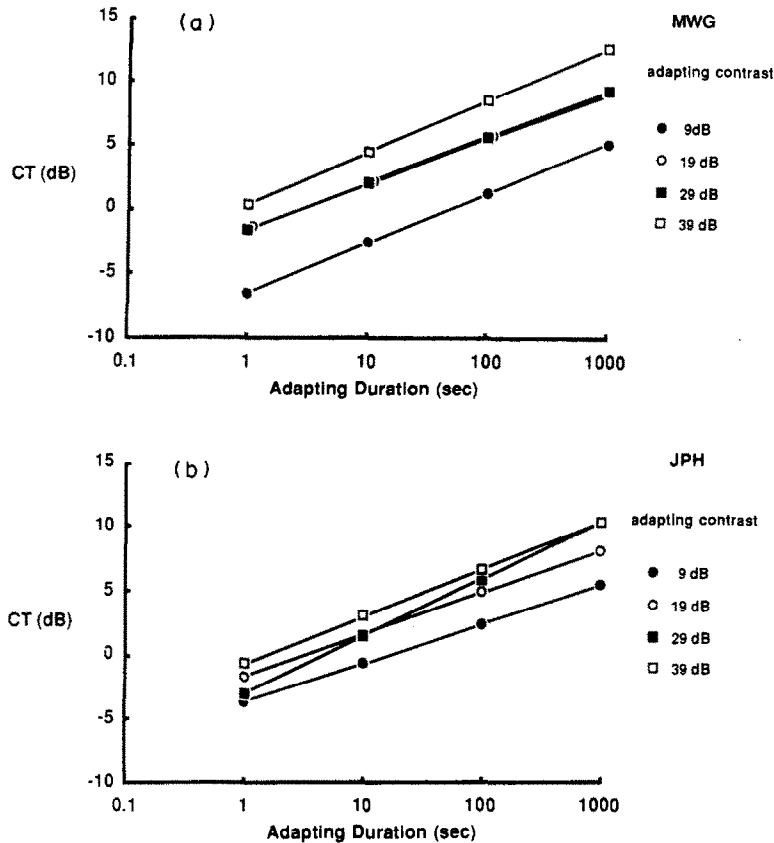 (a)
MWG
adapting contrast
9dB
19 dB
29 dB
39 dB
CT (dB)
15
10
5
0
-5
-10
0.1 1 10 100 1000
Adapting Duration (sec)
(b)
JPH
adapting contrast
9 dB
19 dB
29 dB
39 dB
CT (dB)
15
10
5
0
-5
-10
0.1 1 10 100 1000
Adapting Duration (sec)